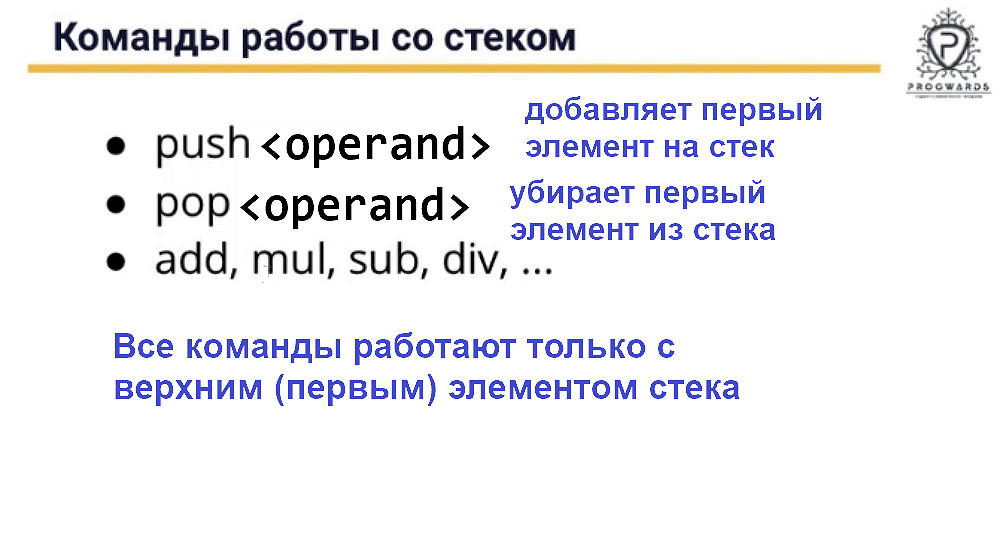 Команды работы со стеком
PROGWARDS
• push <operand>
добавляет первый
элемент на стек
• pop <operand>
убирает первый
элемент из стека
• add, mul, sub, div, ...
Все команды работают только с
верхним (первым) элементом стека